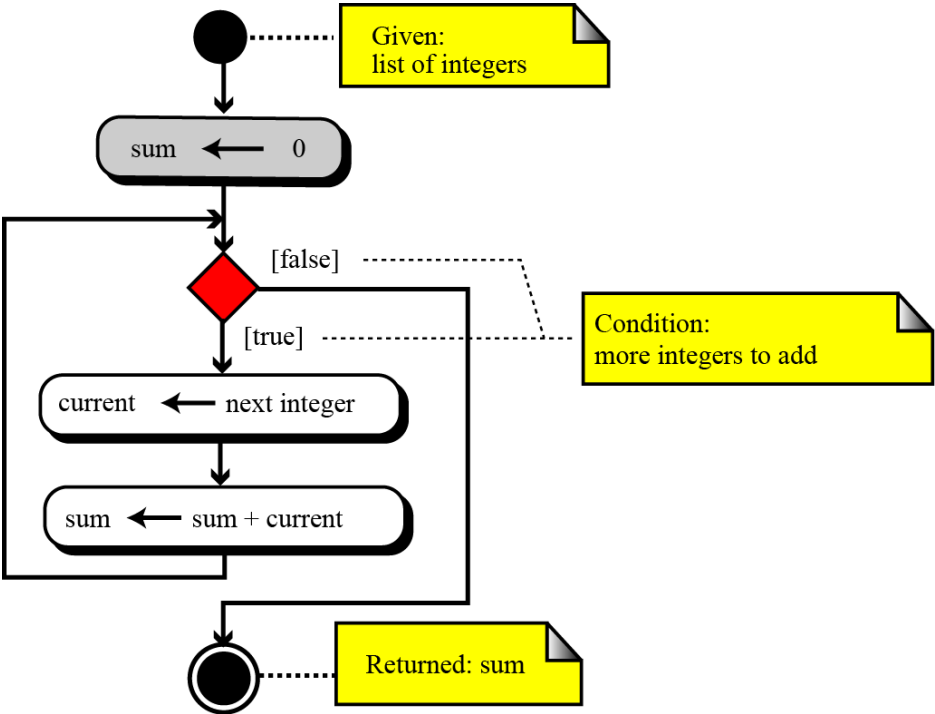 Given:
list of integers
sum ← 0
[false]
[true]
Condition:
more integers to add
current ← next integer
sum ← sum + current
Returned: sum